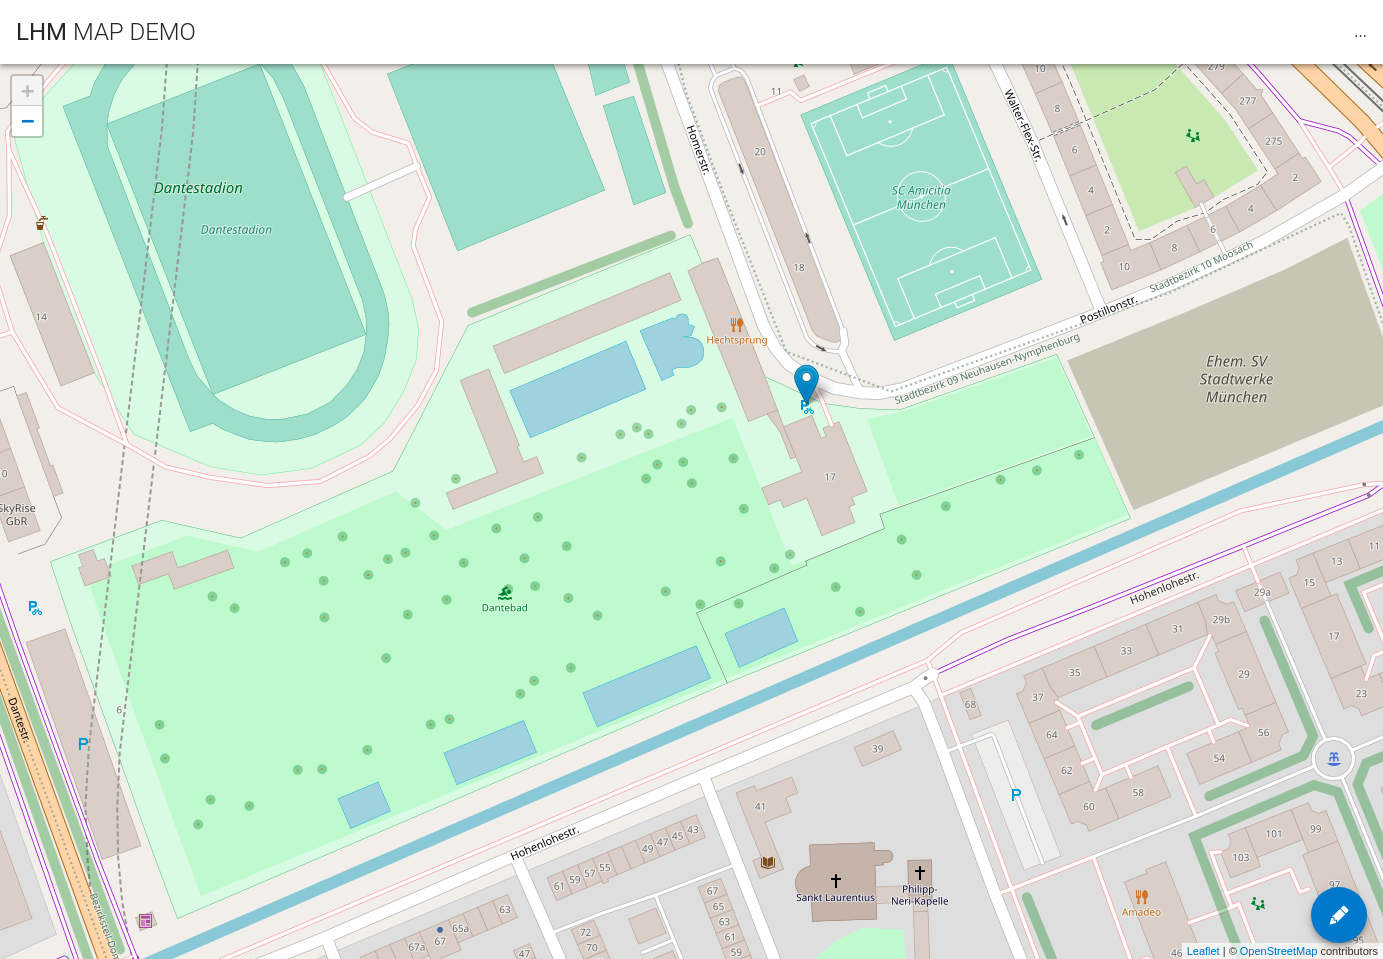 LHM MAP DEMO
...
+
−
Dantestadion
Dantestadion
14
SkyRise
GbR
Hornerstr.
11
20
18
SC Amicitia
München
Walter-Flex-Str.
10
8
6
4
2
10
8
6
4
2
279
277
275
Stadtbezirk 10 Moosach
Postillonstr.
Stadtbezirk 09 Neuhausen-Nymphenburg
Ehem. SV
Stadtwerke
München
Hechtsprung
P
17
Dantebad
P
P
6
Dantestr.
Hohenlohestr.
Hohenlohestr.
29a
15
13
11
17
23
29b
31
33
35
37
29
64
62
60
58
54
56
68
39
P
41
43
45
47
49
55
57
59
61
63
65a
67
67a
47
72
70
67
65
63
61
59
Sankt Laurentius
Philipp-
Neri-Kapelle
Amadeo
46
101
99
103
97
95
Leaflet | © OpenStreetMap contributors